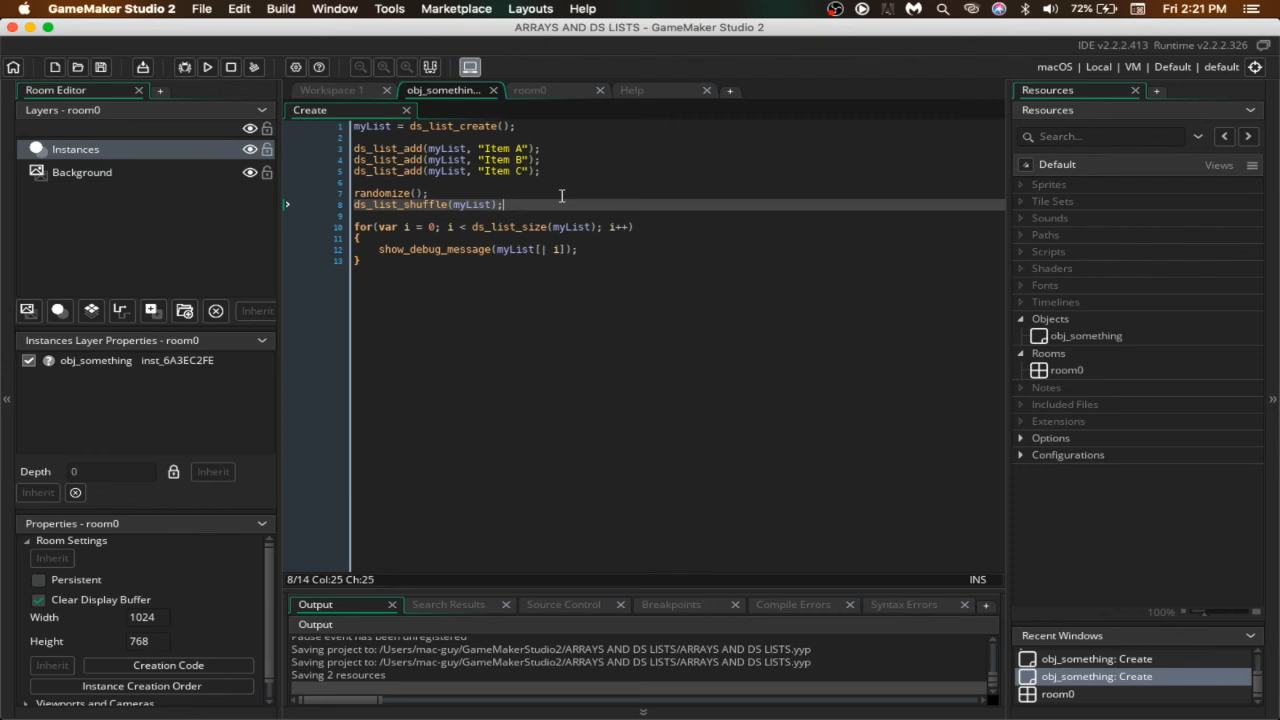 GameMaker Studio 2 File Edit Build Window Tools Marketplace Layouts Help 72% Fri 2:21 PM
ARRAYS AND DS LISTS - GameMaker Studio 2
IDE v2.2.2.413 Runtime v2.2.2.326
macOS | Local | VM | Default | default
Room Editor
Workspace 1
obj_somethin...
room0
Help
Resources
Layers - room0
Create
Resources
Instances
Background
Inherit
Instances Layer Properties - room0
obj_something inst_6A3EC2FE
Depth 0 Inherit
Inherit
Properties - room0
Room Settings
Inherit
Persistent
Clear Display Buffer
Width 1024
Height 768
Inherit Creation Code
Instance Creation Order
Viewports and Cameras
1 myList = ds_list_create();
2
3 ds_list_add(myList, "Item A");
4 ds_list_add(myList, "Item B");
5 ds_list_add(myList, "Item C");
6
7 randomize();
8 ds_list_shuffle(myList);
9
10 for(var i = 0; i < ds_list_size(myList); i++)
11 {
12 show_debug_message(myList[| i]);
13 }
8/14 Col:25 Ch:25 INS
Output Search Results Source Control Breakpoints Compile Errors Syntax Errors
Output
Pause event has been unregistered
Saving project to: /Users/mac-guy/GameMakerStudio2/ARRAYS AND DS LISTS/ARRAYS AND DS LISTS.yyp
Saving project to: /Users/mac-guy/GameMakerStudio2/ARRAYS AND DS LISTS/ARRAYS AND DS LISTS.yyp
Saving 2 resources
Search...
Default Views
Sprites
Tile Sets
Sounds
Paths
Scripts
Shaders
Fonts
Timelines
Objects
obj_something
Rooms
room0
Notes
Included Files
Extensions
Options
Configurations
100%
Recent Windows
obj_something: Create
obj_something: Create
room0